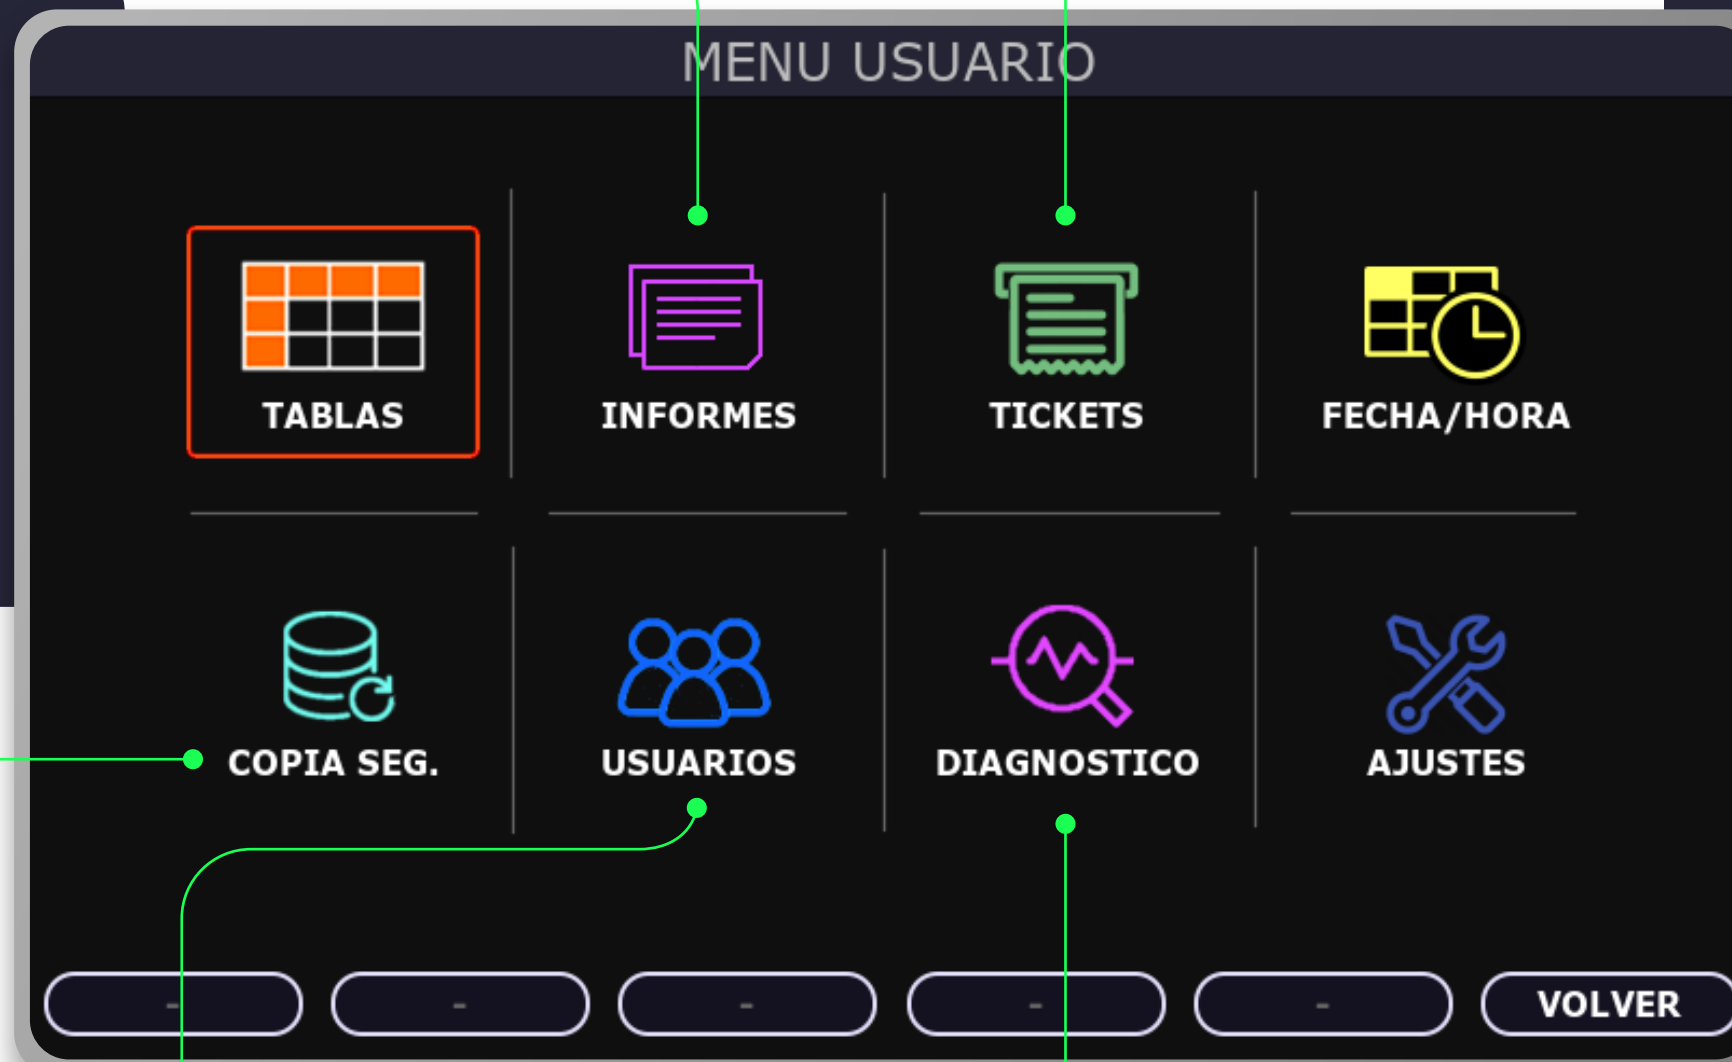 MENU USUARIO
TABLAS
INFORMES
TICKETS
FECHA/HORA
COPIA SEG.
USUARIOS
DIAGNOSTICO
AJUSTES
- - - - - VOLVER